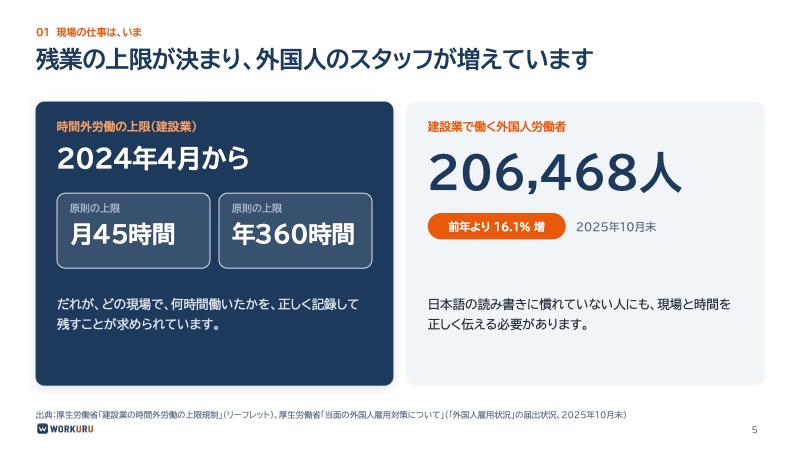 01 現場の仕事は、いま
残業の上限が決まり、外国人のスタッフが増えています
時間外労働の上限(建設業)
2024年4月から
原則の上限
月45時間
原則の上限
年360時間
だれが、どの現場で、何時間働いたかを、正しく記録して
残すことが求められています。
建設業で働く外国人労働者
206,468人
前年より 16.1% 増
2025年10月末
日本語の読み書きに慣れていない人にも、現場と時間を
正しく伝える必要があります。
出典:厚生労働省「建設業の時間外労働の上限規制」(リーフレット)、厚生労働省「当面の外国人雇用対策について」(「外国人雇用状況」の届出状況、2025年10月末)
WORKURU
5